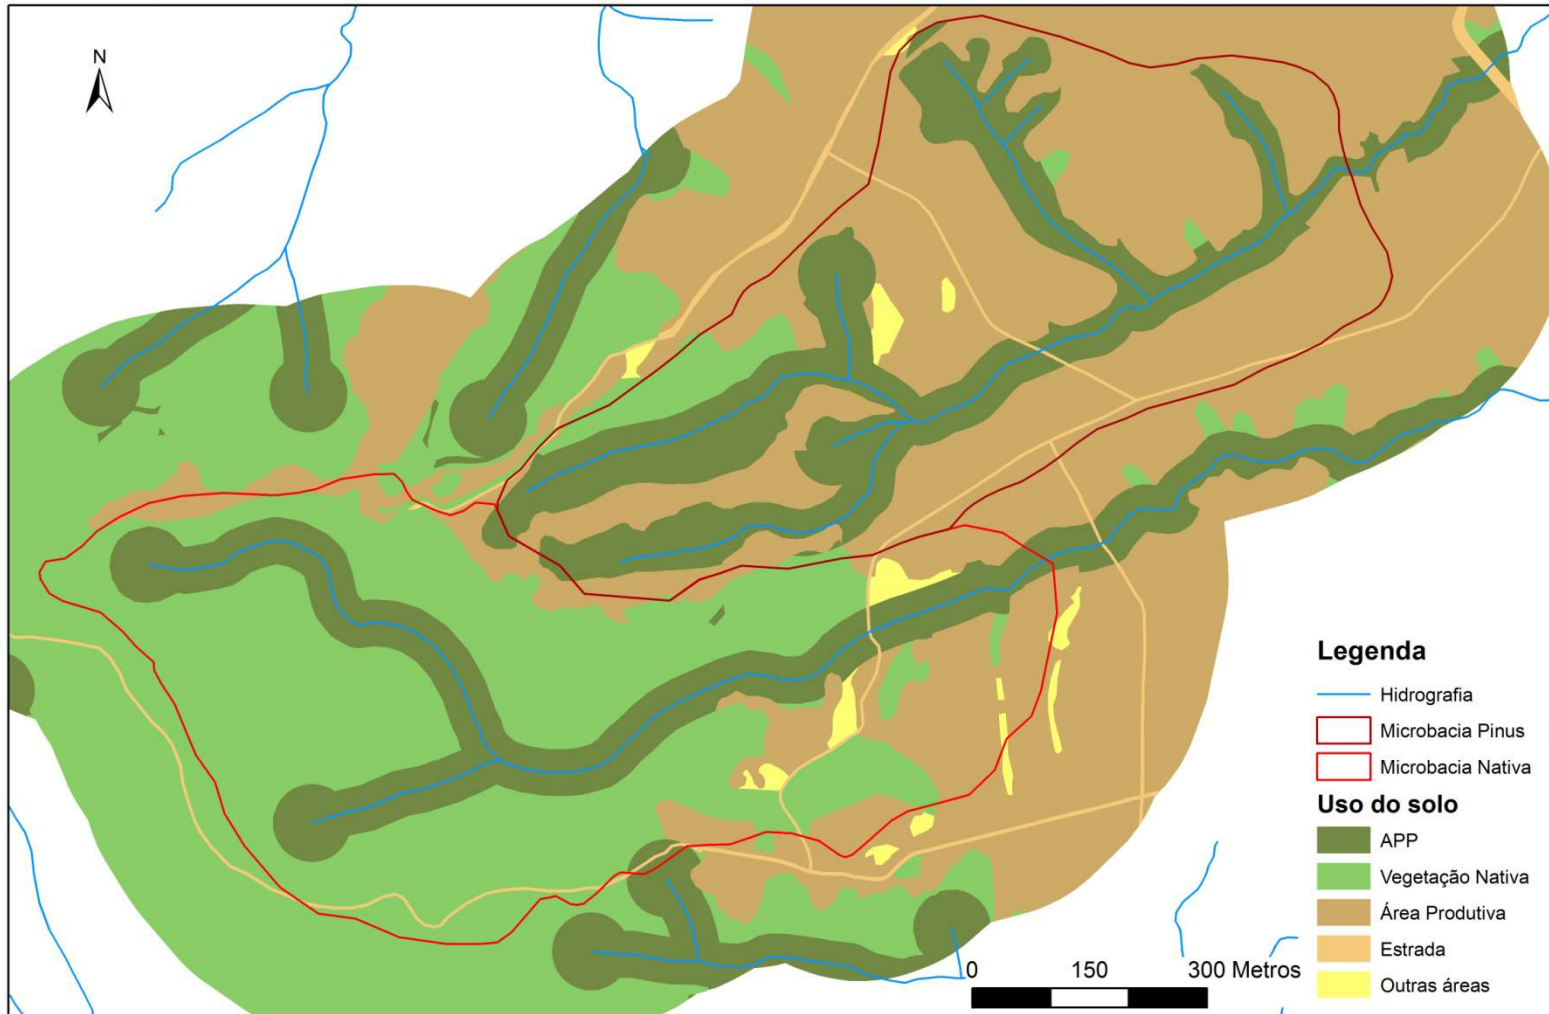 N
Legenda
Hidrografia
Microbacia Pinus
Microbacia Nativa
Uso do solo
APP
Vegetação Nativa
Área Produtiva
Estrada
Outras áreas
0 150 300 Metros